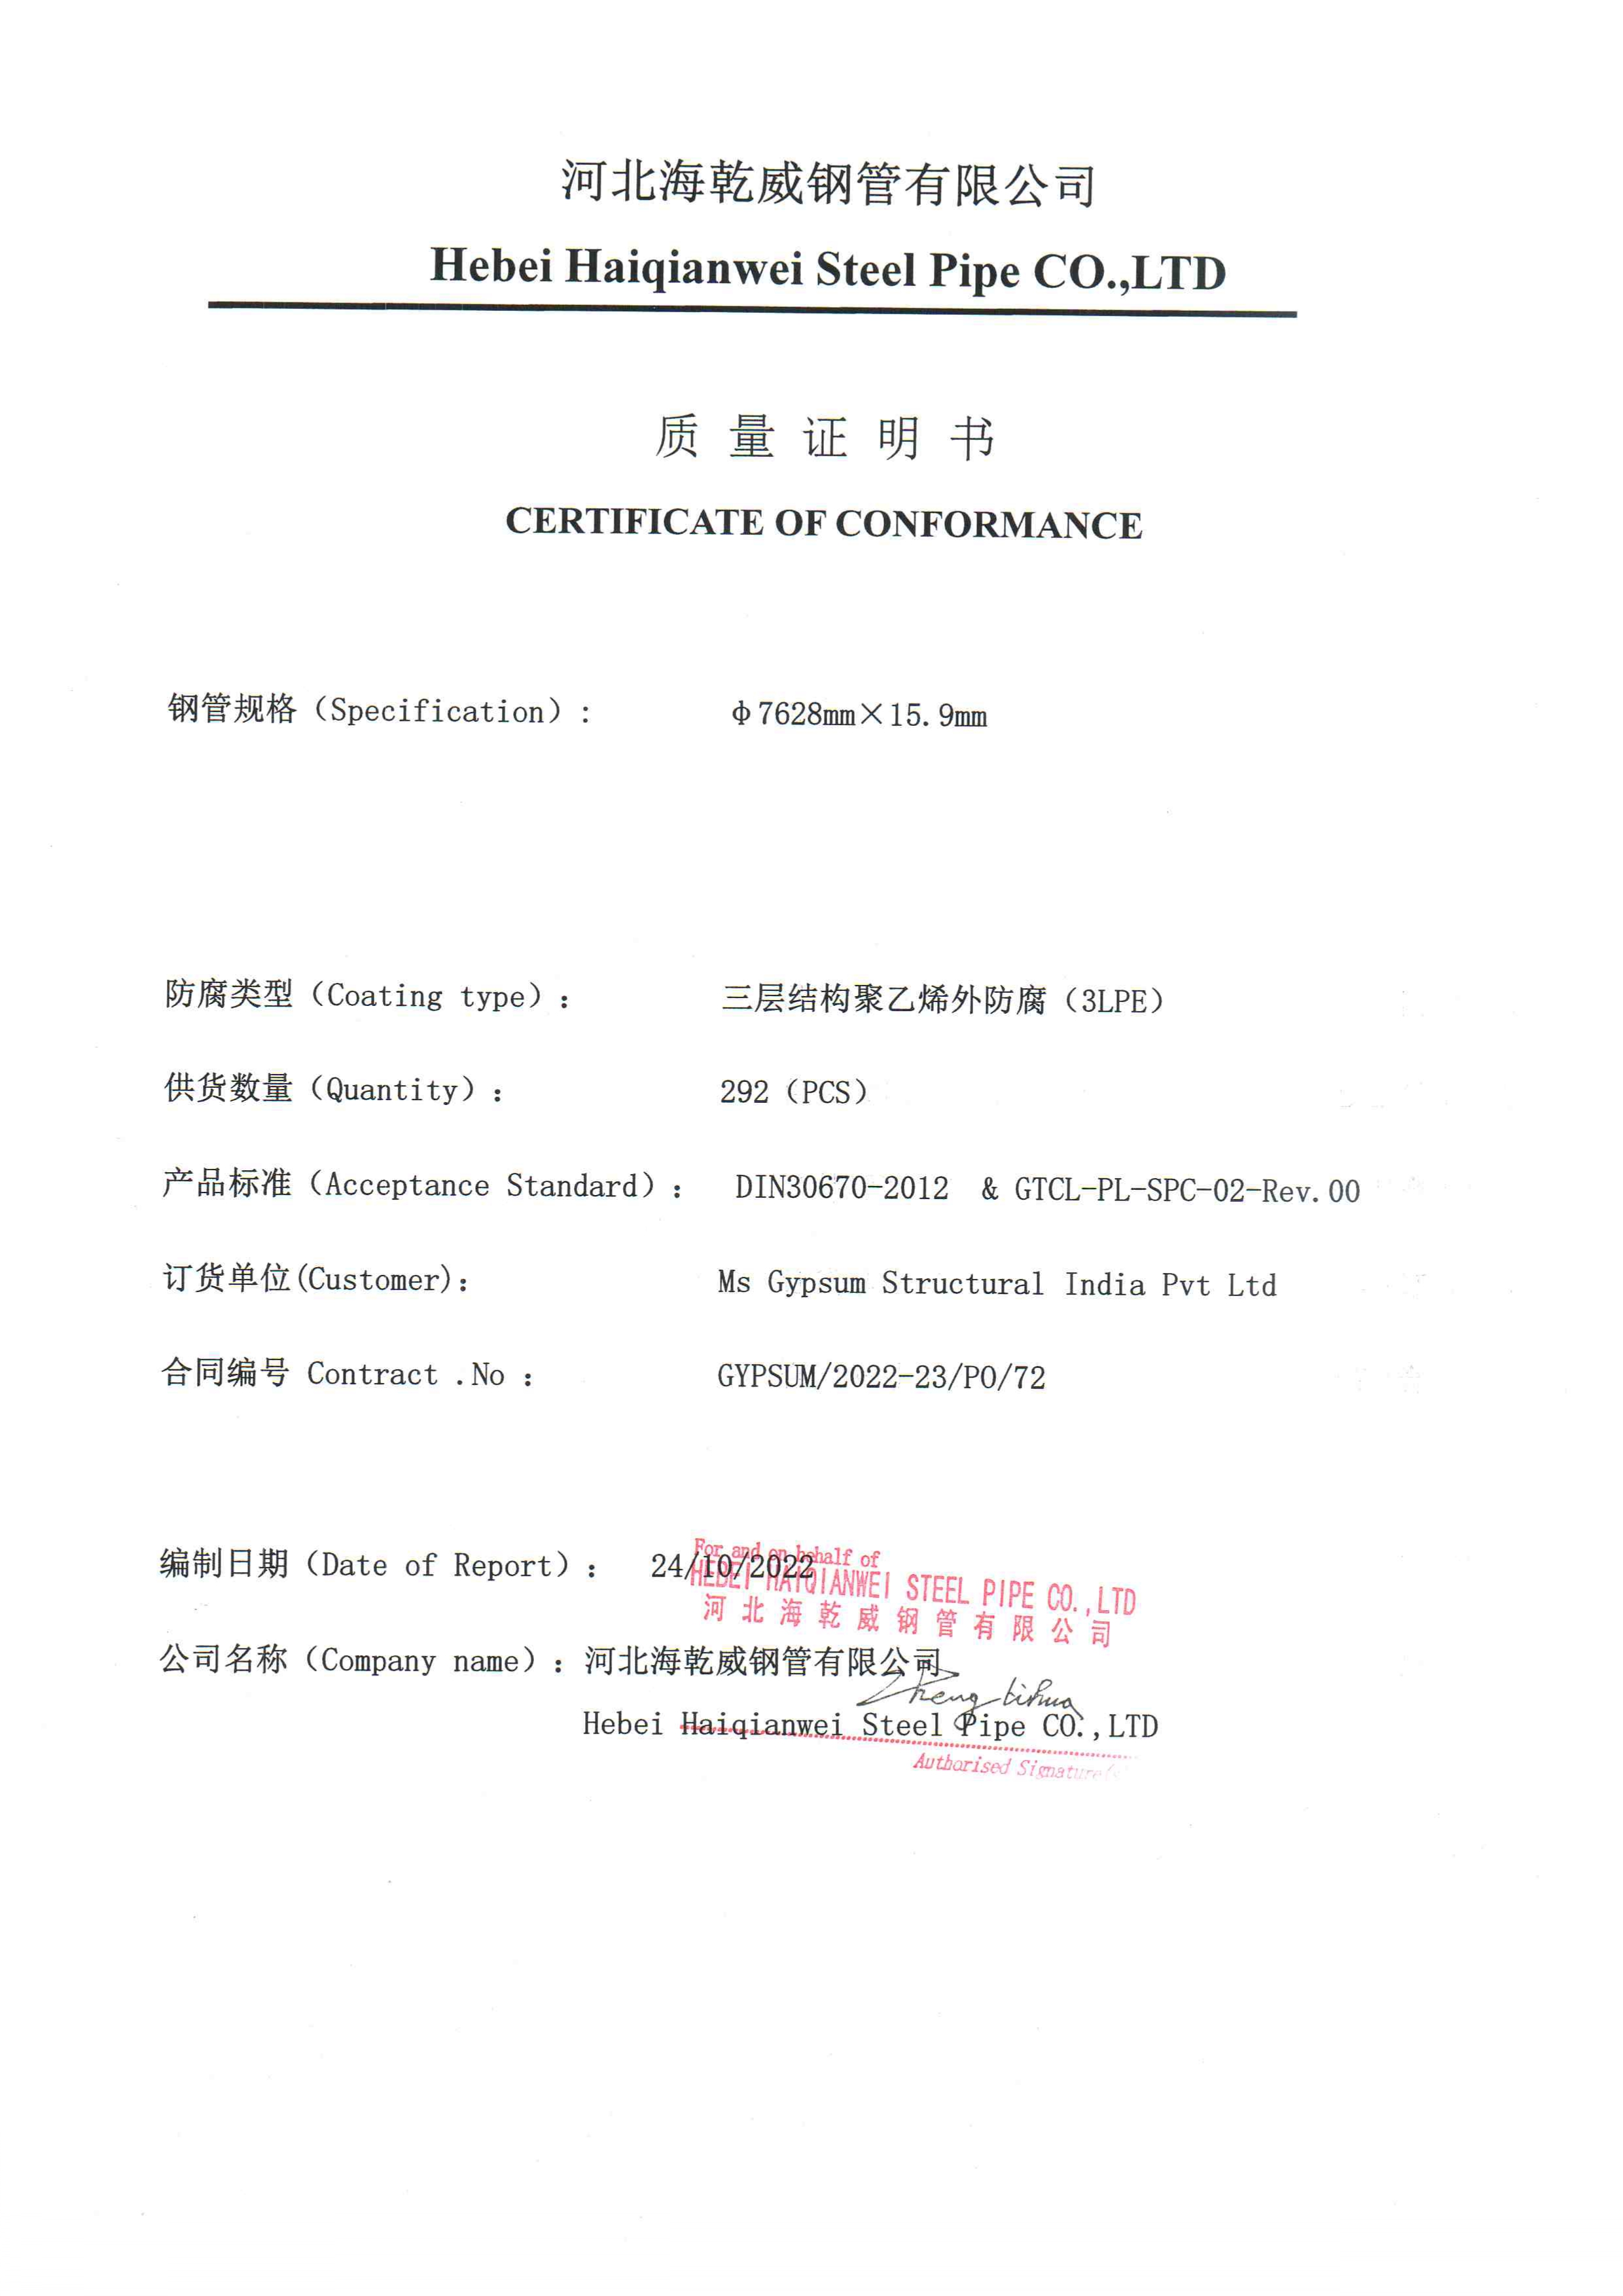 河北海乾威钢管有限公司
Hebei Haiqianwei Steel Pipe CO.,LTD
质 量 证 明 书
CERTIFICATE OF CONFORMANCE
钢管规格（Specification）: φ7628mm×15.9mm
防腐类型（Coating type）： 三层结构聚乙烯外防腐（3LPE）
供货数量（Quantity）： 292（PCS）
产品标准（Acceptance Standard）： DIN30670-2012 & GTCL-PL-SPC-02-Rev.00
订货单位(Customer)： Ms Gypsum Structural India Pvt Ltd
合同编号 Contract .No ： GYPSUM/2022-23/PO/72
For and on behalf of
编制日期（Date of Report）： 24/10/2022
HEBEI HAIQIANWEI STEEL PIPE CO.,LTD
河北海乾威钢管有限公司
公司名称（Company name）：河北海乾威钢管有限公司
Zheng Lihua
Hebei Haiqianwei Steel Pipe CO.,LTD
Authorised Signature(s)